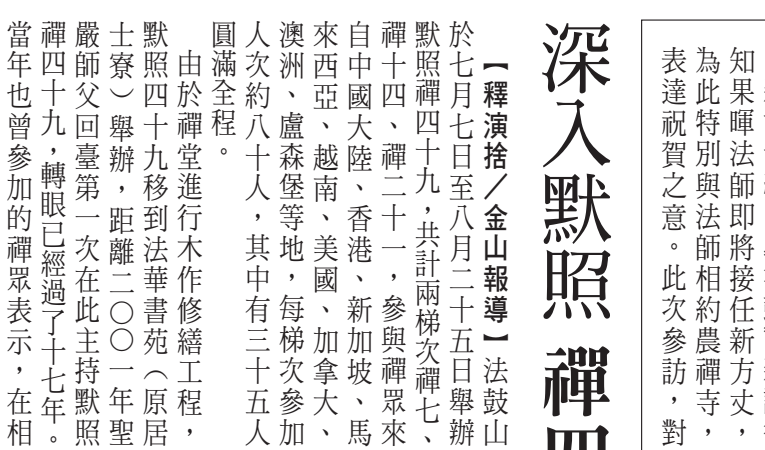 知果暉法師即將接任新方丈，
為此特別與法師相約農禪寺，
表達祝賀之意。此次參訪，對
深入默照 禪四
【釋演捨／金山報導】法鼓山
於七月七日至八月二十五日舉辦
默照禪四十九，共計兩梯次禪七、
禪十四、禪二十一，參與禪眾來
自中國大陸、香港、新加坡、馬
來西亞、越南、美國、加拿大、
澳洲、盧森堡等地，每梯次參加
人次約八十人，其中有三十五人
圓滿全程。
由於禪堂進行木作修繕工程，
默照四十九移到法華書苑（原居
士寮）舉辦，距離二〇〇一年聖
嚴師父回臺第一次在此主持默照
禪四十九，轉眼已經過了十七年。
當年也曾參加的禪眾表示，在相